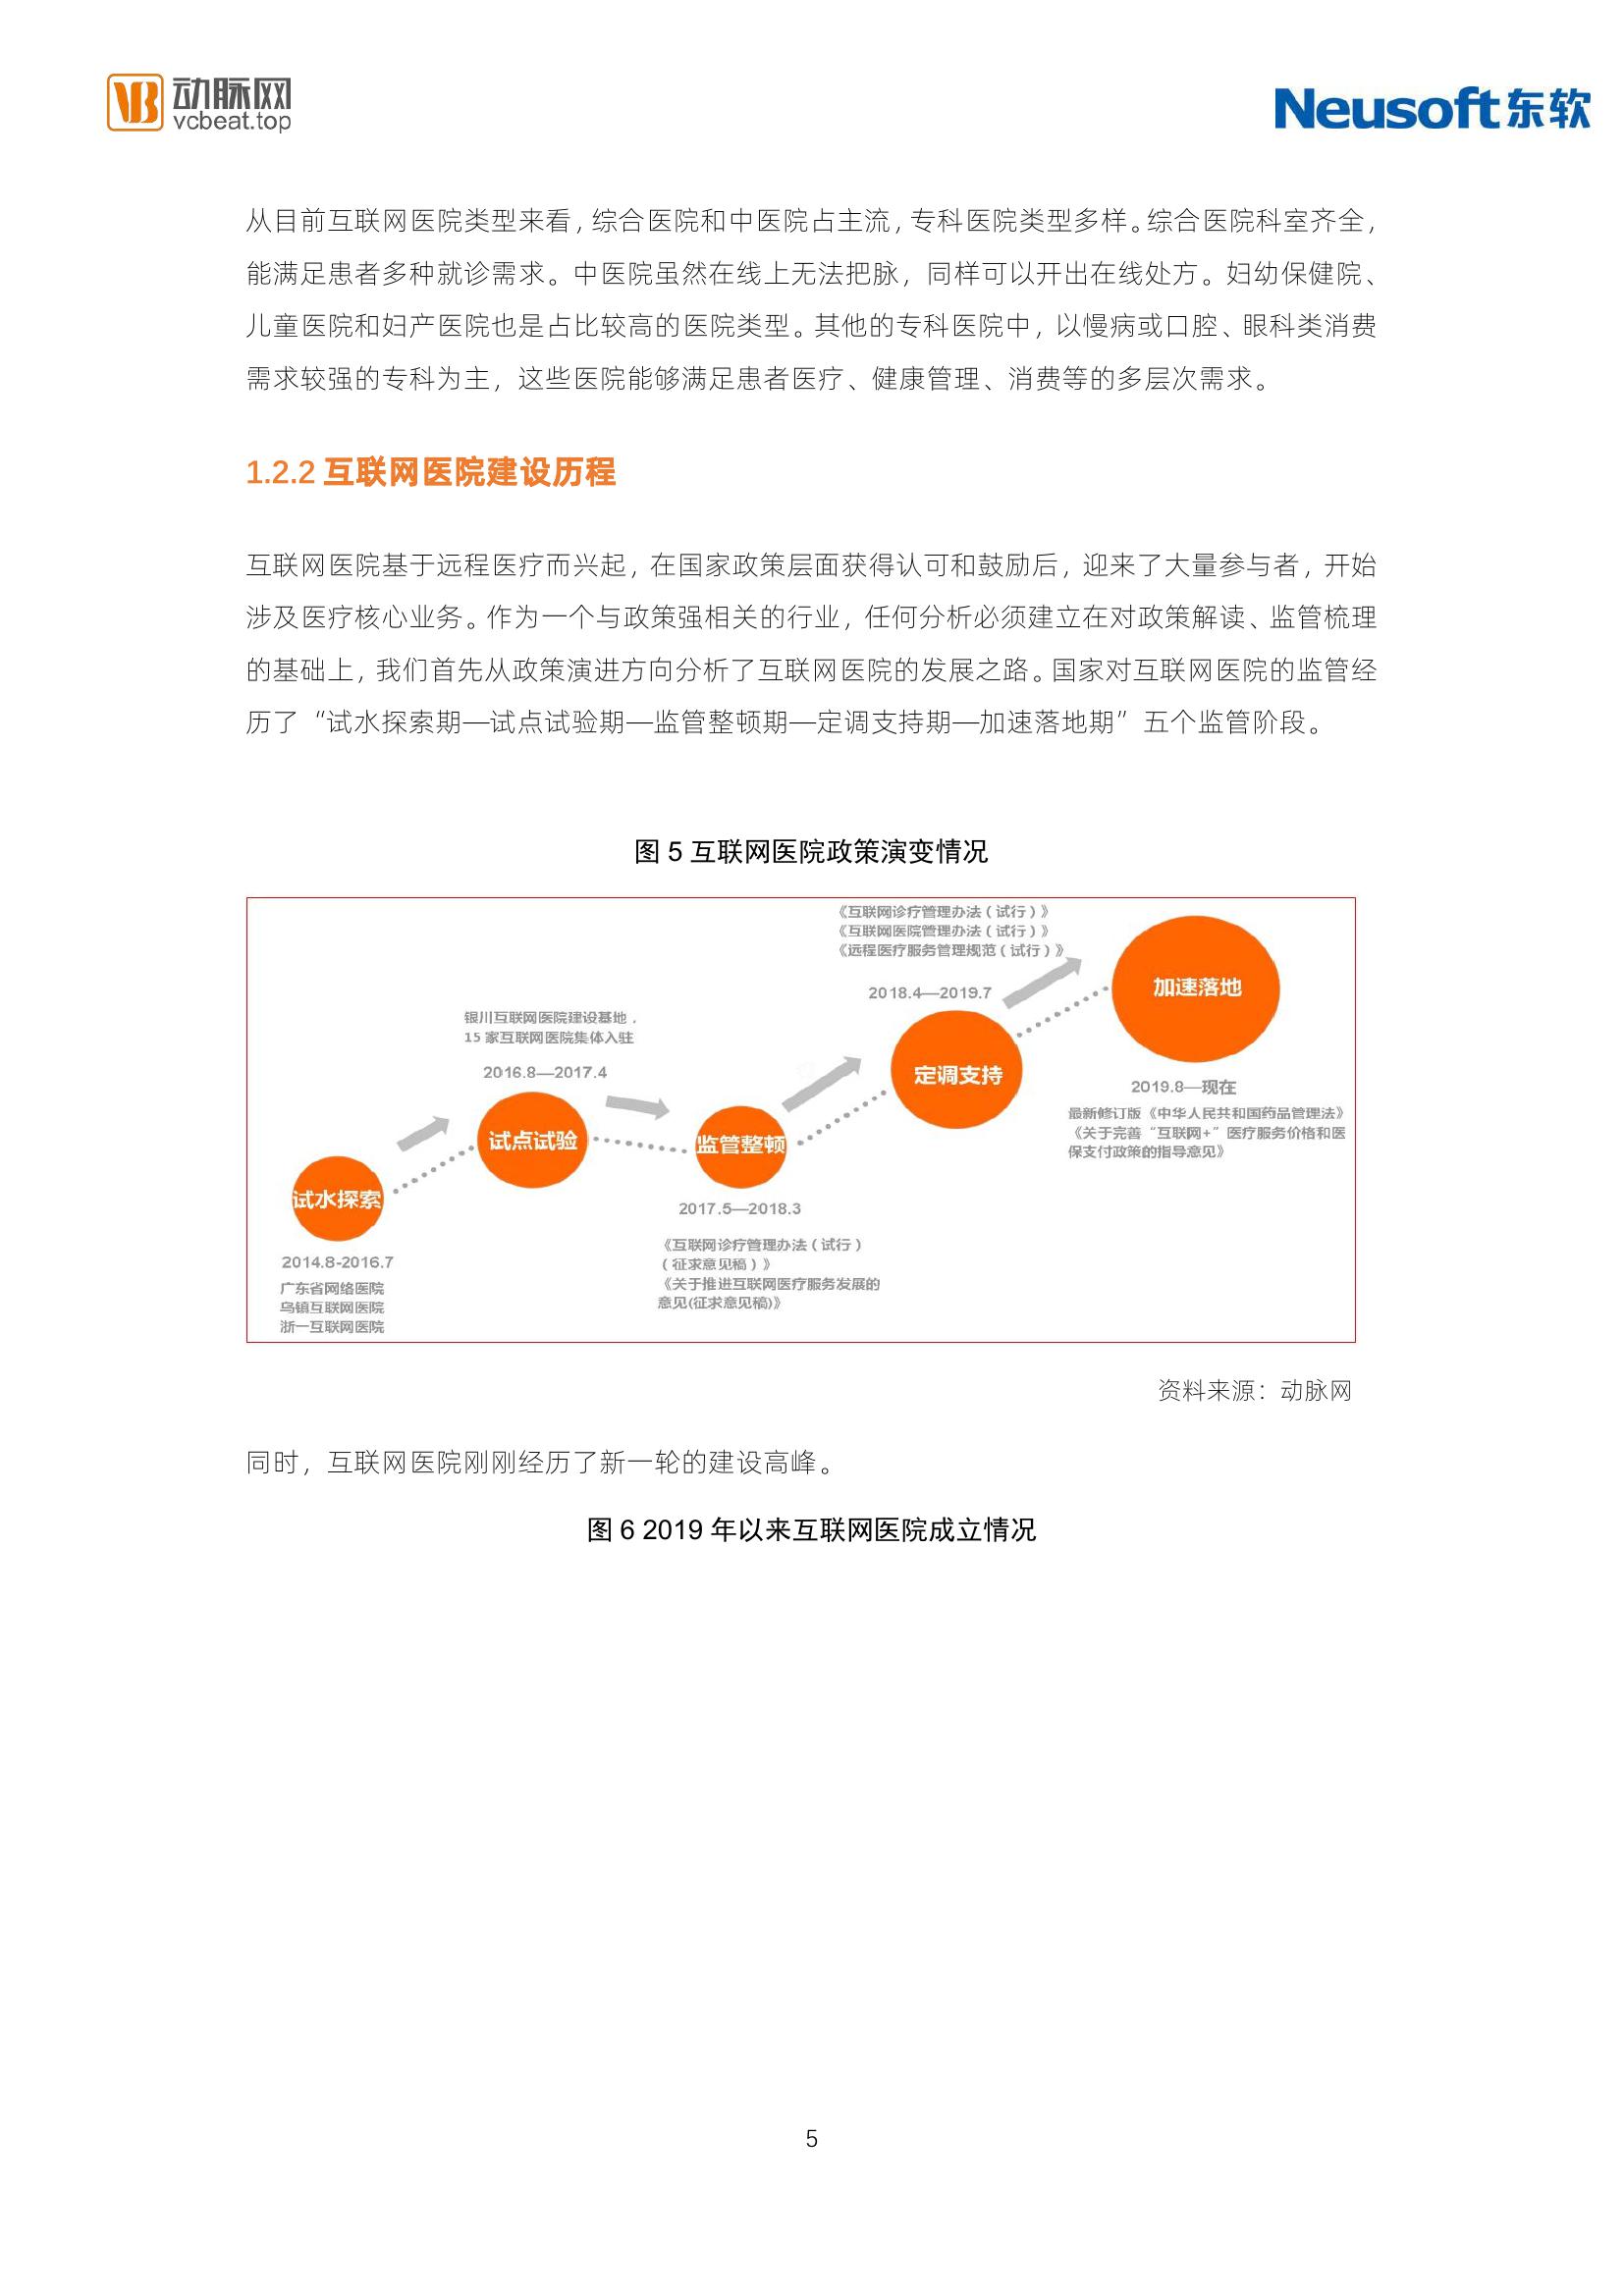 动脉网
vcbeat.top
Neusoft东软
从目前互联网医院类型来看，综合医院和中医院占主流，专科医院类型多样。综合医院科室齐全，
能满足患者多种就诊需求。中医院虽然在线上无法把脉，同样可以开出在线处方。妇幼保健院、
儿童医院和妇产医院也是占比较高的医院类型。其他的专科医院中，以慢病或口腔、眼科类消费
需求较强的专科为主，这些医院能够满足患者医疗、健康管理、消费等的多层次需求。
1.2.2 互联网医院建设历程
互联网医院基于远程医疗而兴起，在国家政策层面获得认可和鼓励后，迎来了大量参与者，开始
涉及医疗核心业务。作为一个与政策强相关的行业，任何分析必须建立在对政策解读、监管梳理
的基础上，我们首先从政策演进方向分析了互联网医院的发展之路。国家对互联网医院的监管经
历了“试水探索期—试点试验期—监管整顿期—定调支持期—加速落地期”五个监管阶段。
图 5 互联网医院政策演变情况
试水探索
2014.8-2016.7
广东省网络医院
乌镇互联网医院
浙一互联网医院
银川互联网医院建设基地，
15 家互联网医院集体入驻
2016.8—2017.4
试点试验
监管整顿
2017.5—2018.3
《互联网诊疗管理办法（试行）
（征求意见稿）》
《关于推进互联网医疗服务发展的
意见(征求意见稿)》
《互联网诊疗管理办法（试行）》
《互联网医院管理办法（试行）》
《远程医疗服务管理规范（试行）》
2018.4—2019.7
定调支持
加速落地
2019.8—现在
最新修订版《中华人民共和国药品管理法》
《关于完善“互联网+”医疗服务价格和医
保支付政策的指导意见》
资料来源：动脉网
同时，互联网医院刚刚经历了新一轮的建设高峰。
图 6 2019 年以来互联网医院成立情况
5